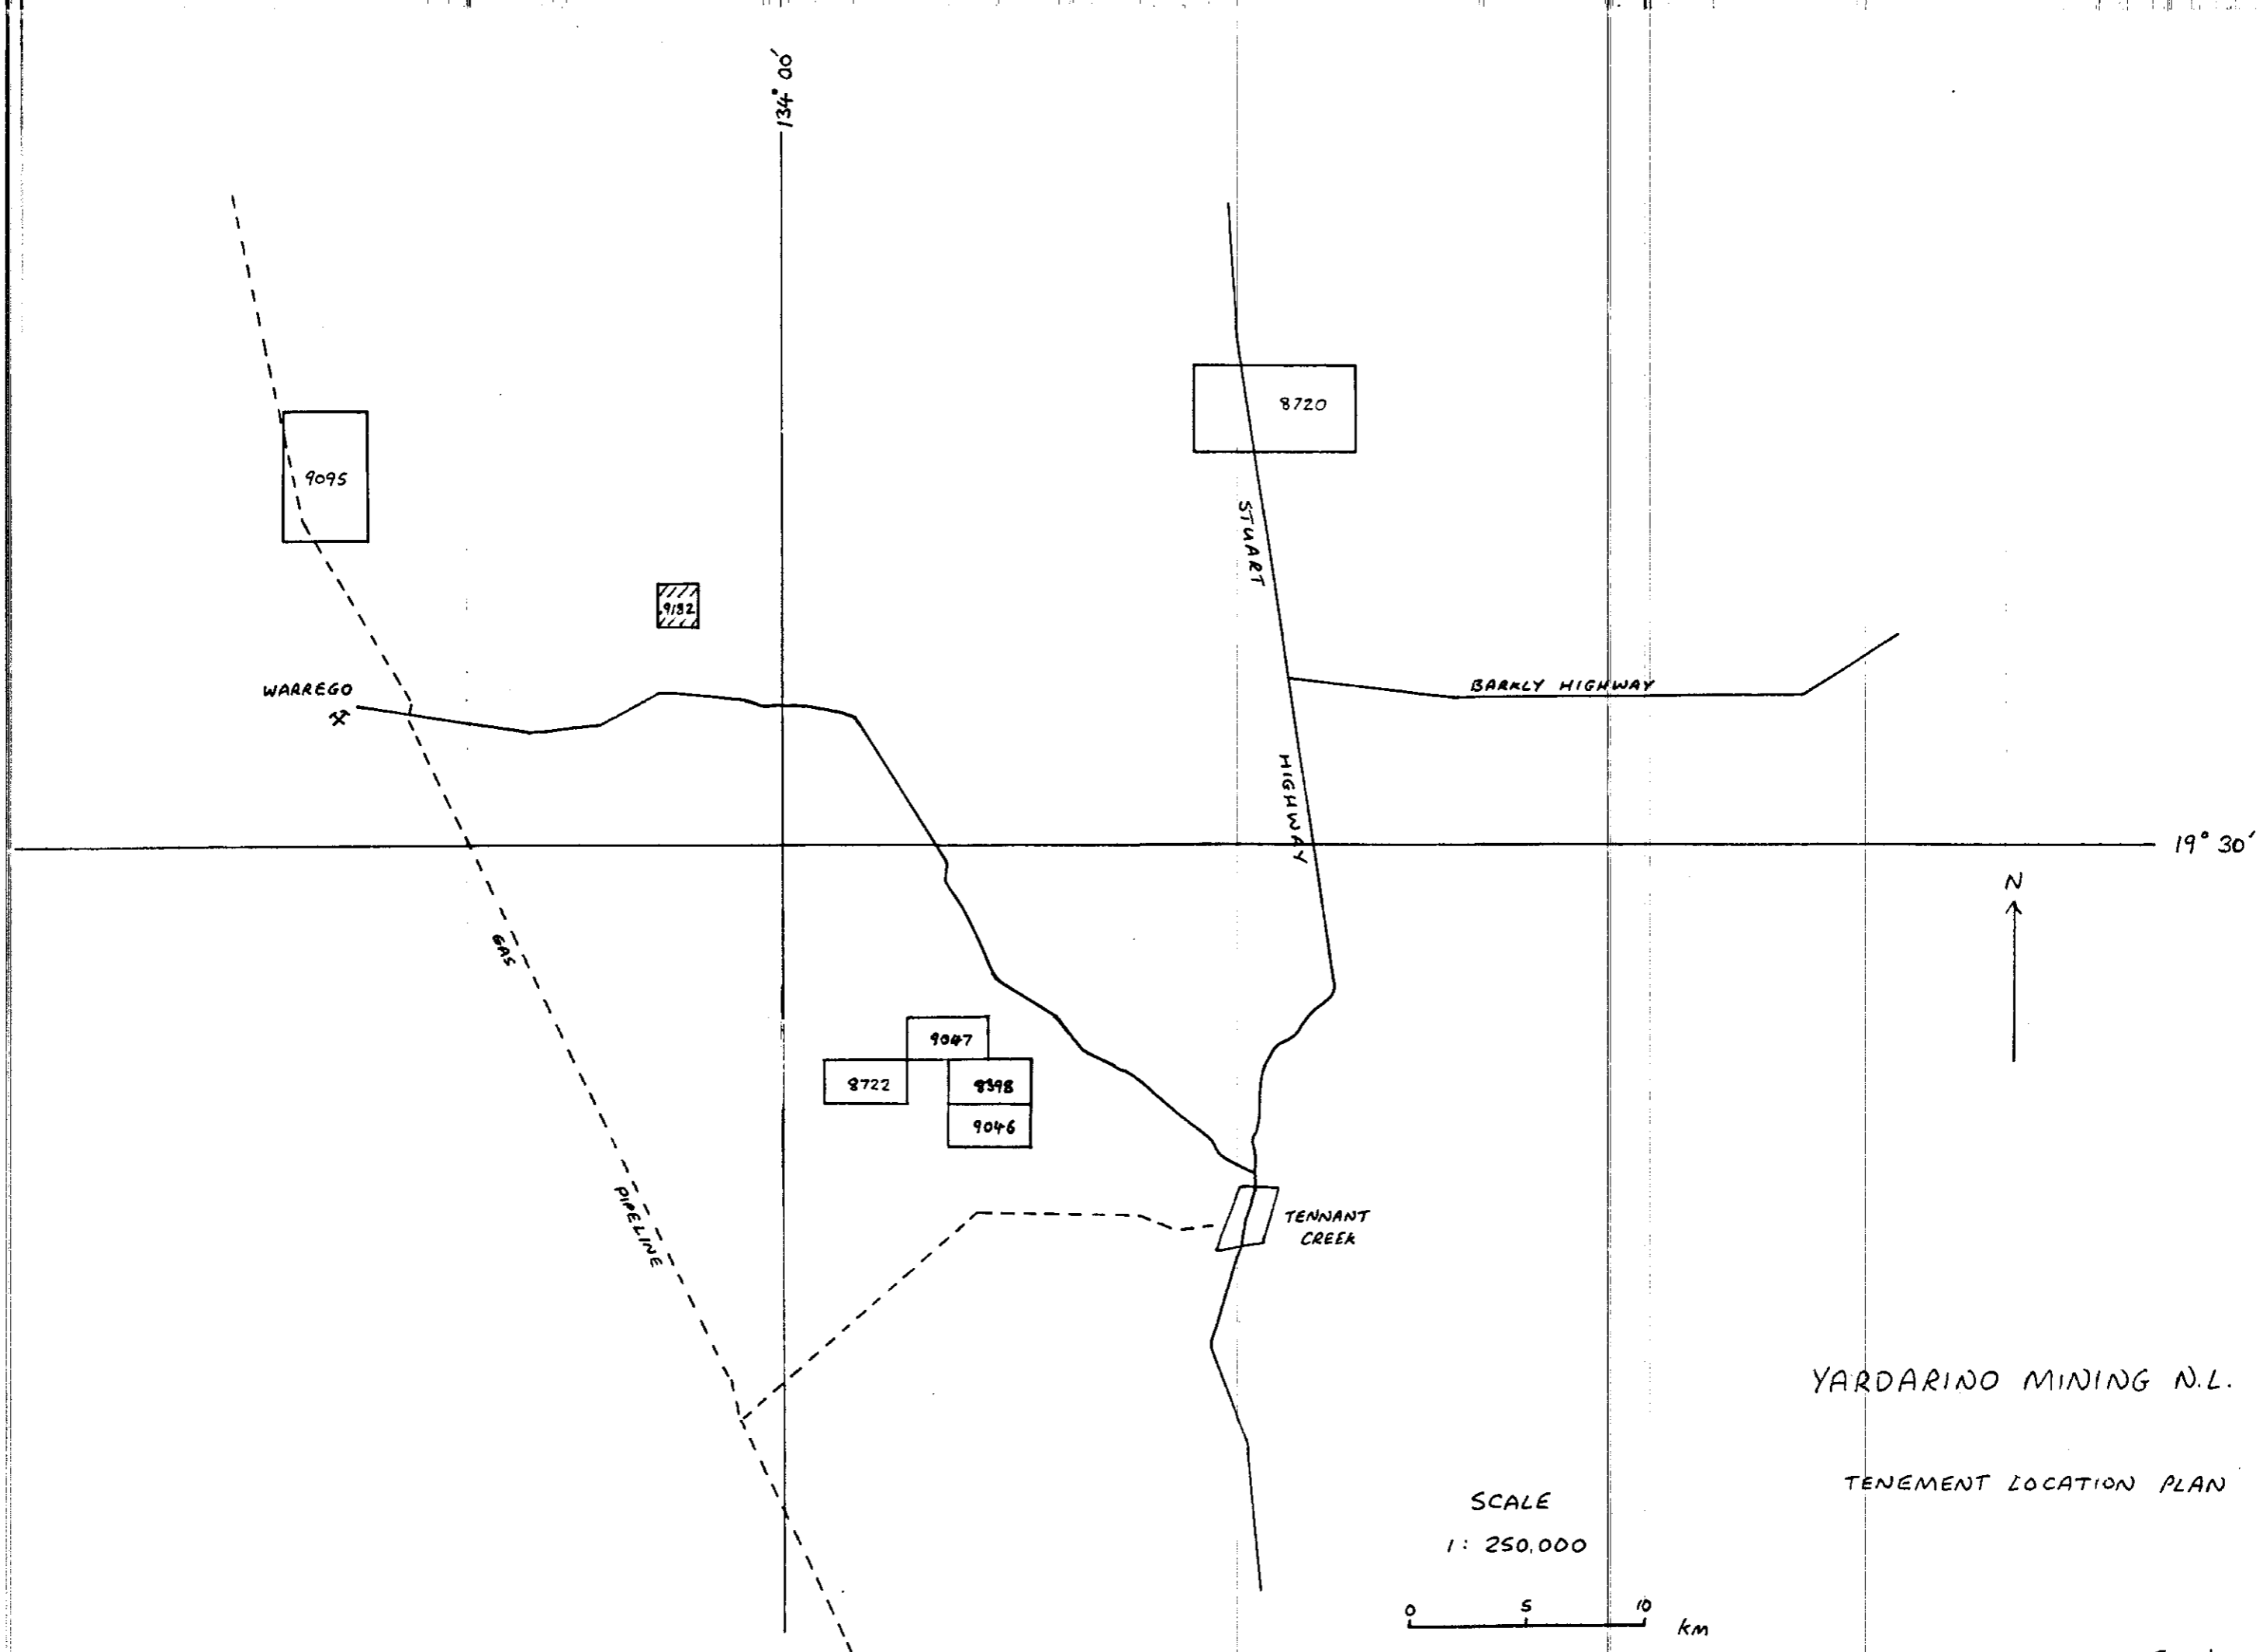 134° 00'
8720
9095
STUART
9182
WARREGO
BARKLY HIGHWAY
HIGHWAY
19° 30'
N
GAS
9047
8722
8398
9046
PIPELINE
TENNANT
CREEK
YARDARINO MINING N.L.
TENEMENT LOCATION PLAN
SCALE
1: 250,000
0 5 10 km